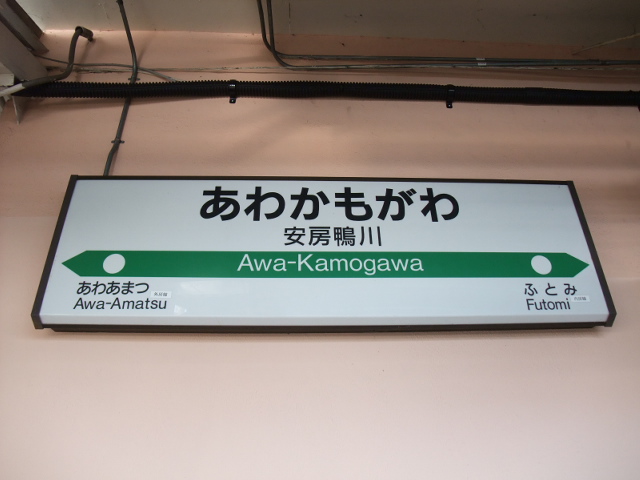 あわかもがわ
安房鴨川
Awa-Kamogawa
あわあまつ
Awa-Amatsu
ふとみ
Futomi